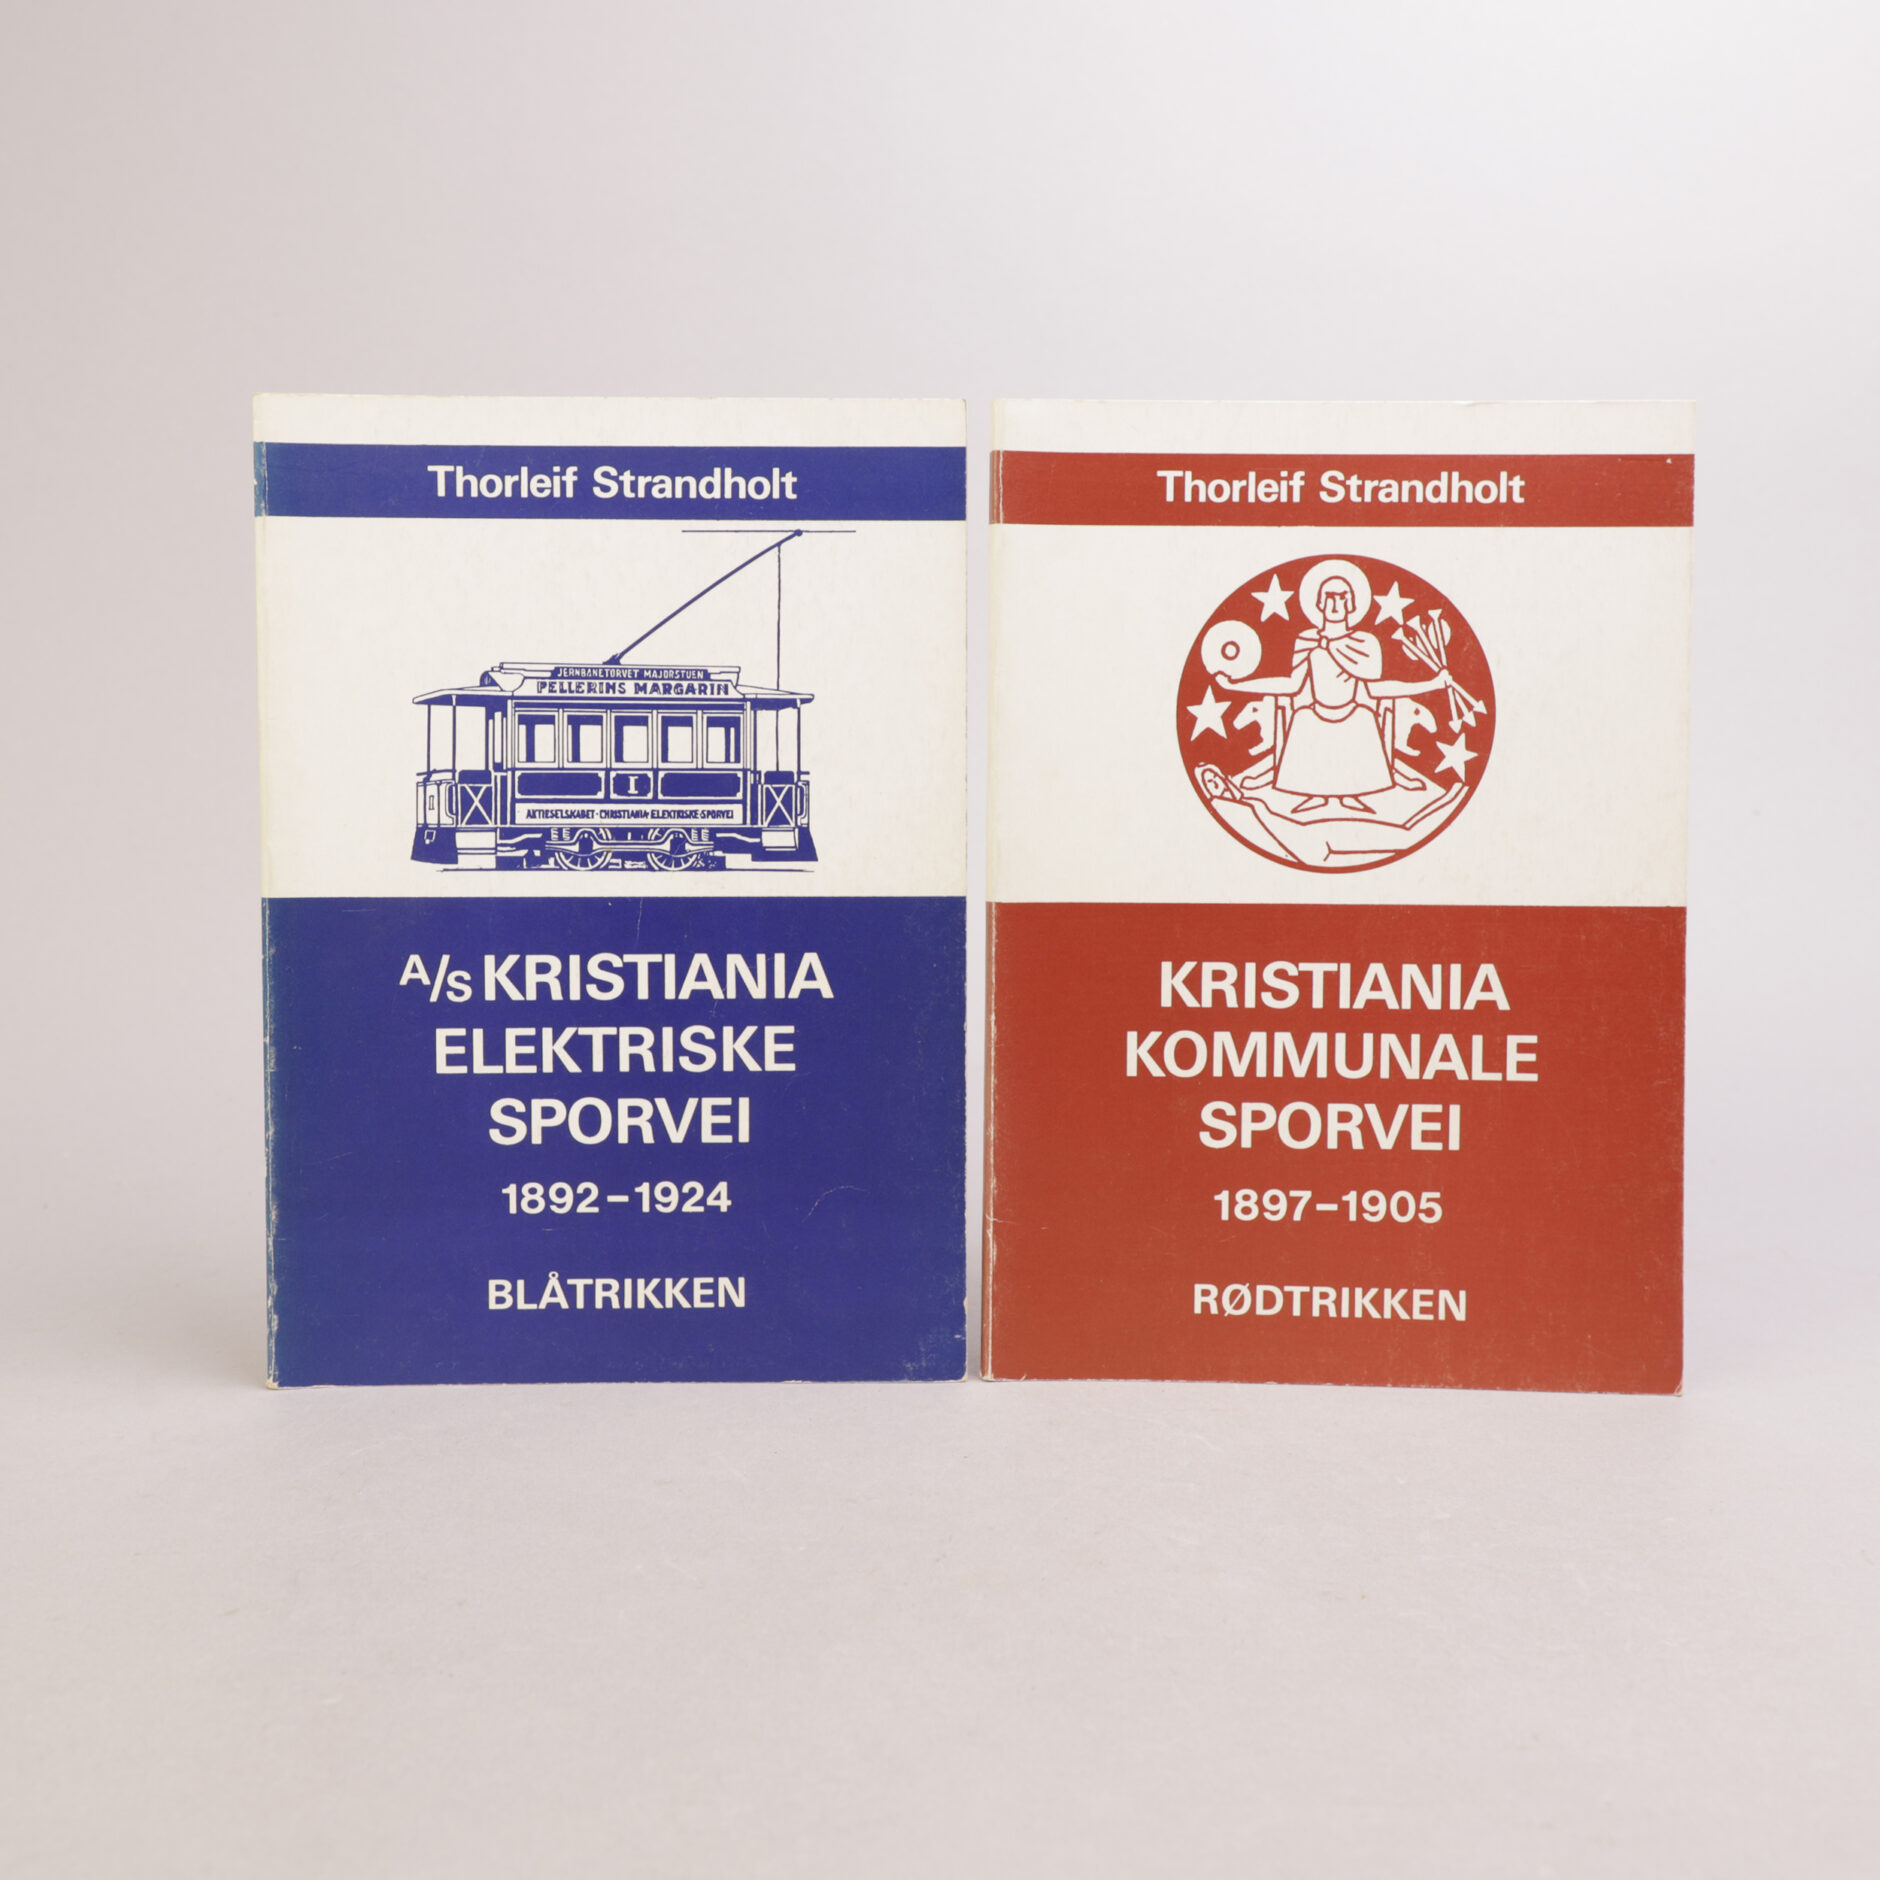 Thorleif Strandholt
JERNBANETORVET MAJORSTUEN
PELLERINS MARGARIN
I
I
AKTIESELSKABET · CHRISTIANIA · ELEKTRISKE · SPORVEI
A/S KRISTIANIA
ELEKTRISKE
SPORVEI
1892–1924
BLÅTRIKKEN
Thorleif Strandholt
KRISTIANIA
KOMMUNALE
SPORVEI
1897–1905
RØDTRIKKEN